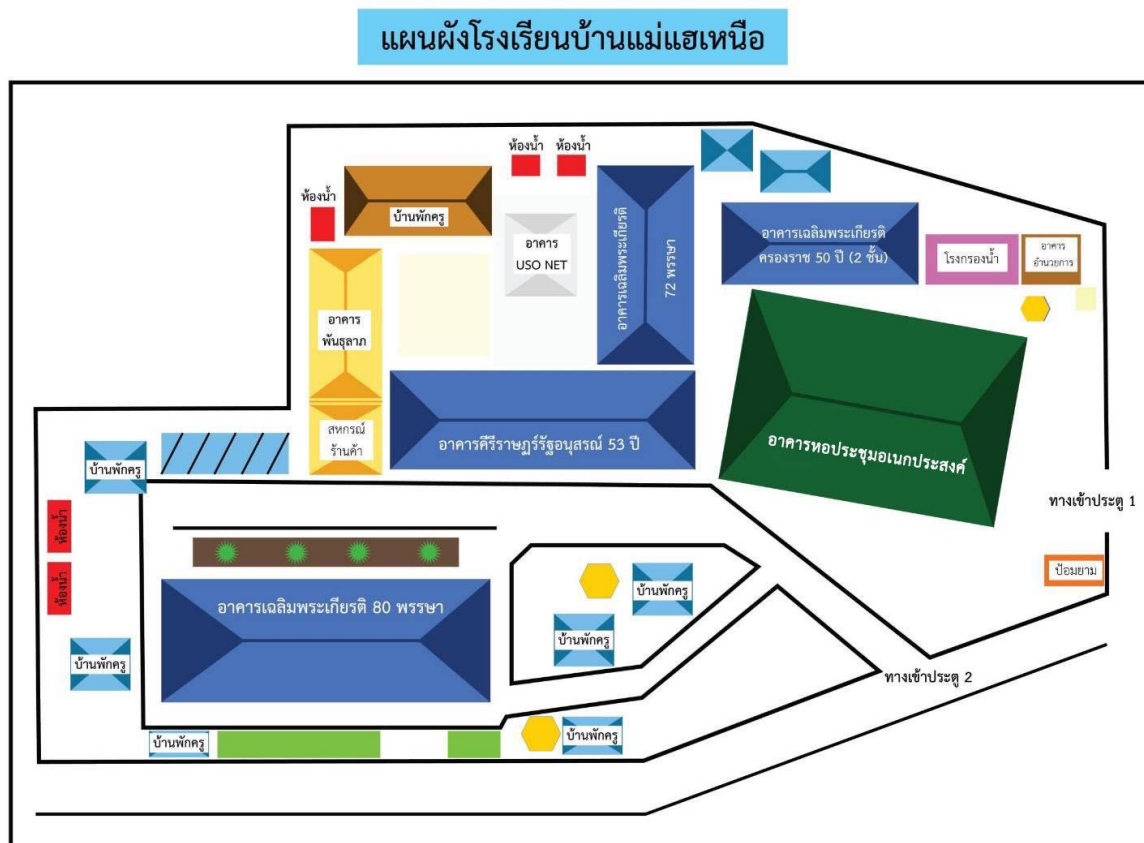 แผนผังโรงเรียนบ้านแม่แฮเหนือ
ห้องน้ำ
ห้องน้ำ
ห้องน้ำ
บ้านพักครู
อาคาร
USO NET
อาคารเฉลิมพระเกียรติ
72 พรรษา
อาคารเฉลิมพระเกียรติ
ครองราช 50 ปี (2 ชั้น)
โรงกรองน้ำ
อาคาร
อำนวยการ
อาคาร
พันธุลาภ
สหกรณ์
ร้านค้า
อาคารคีรีราษฎร์รัฐอนุสรณ์ 53 ปี
อาคารหอประชุมอเนกประสงค์
บ้านพักครู
ทางเข้าประตู 1
ห้องน้ำ
ห้องน้ำ
ป้อมยาม
อาคารเฉลิมพระเกียรติ 80 พรรษา
บ้านพักครู
บ้านพักครู
บ้านพักครู
ทางเข้าประตู 2
บ้านพักครู
บ้านพักครู